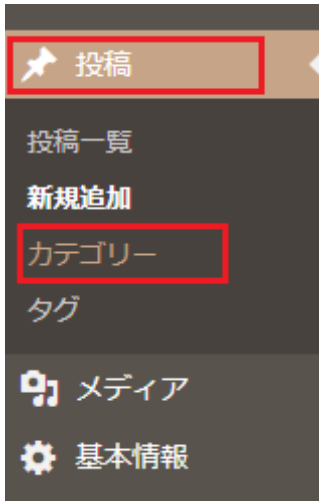 投稿
投稿一覧
新規追加
カテゴリー
タグ
メディア
基本情報